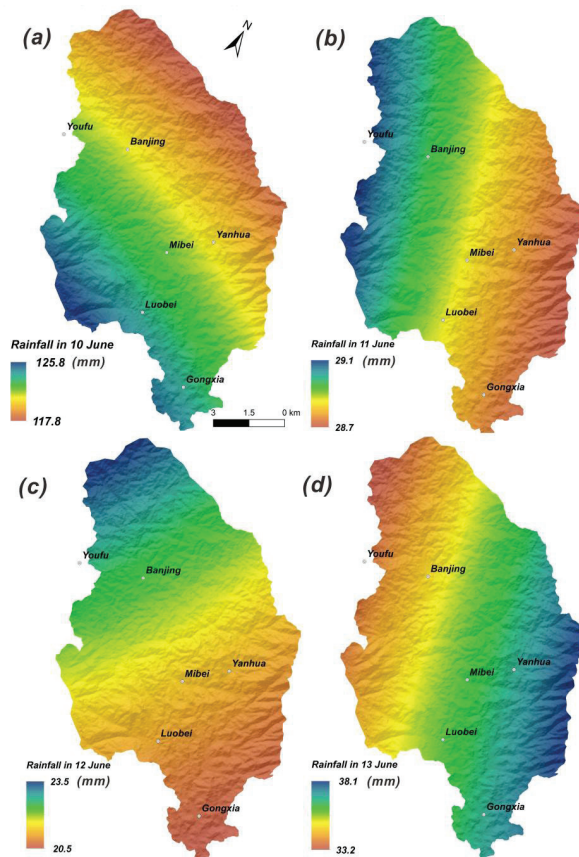 (a)
N
Youfu
Banjing
Yanhua
Mibei
Luobei
Gongxia
Rainfall in 10 June
125.8 (mm)
117.8
3 1.5 0 km
(b)
Youfu
Banjing
Yanhua
Mibei
Luobei
Gongxia
Rainfall in 11 June
29.1 (mm)
28.7
(c)
Youfu
Banjing
Yanhua
Mibei
Luobei
Gongxia
Rainfall in 12 June
23.5 (mm)
20.5
(d)
Youfu
Banjing
Yanhua
Mibei
Luobei
Gongxia
Rainfall in 13 June
38.1 (mm)
33.2